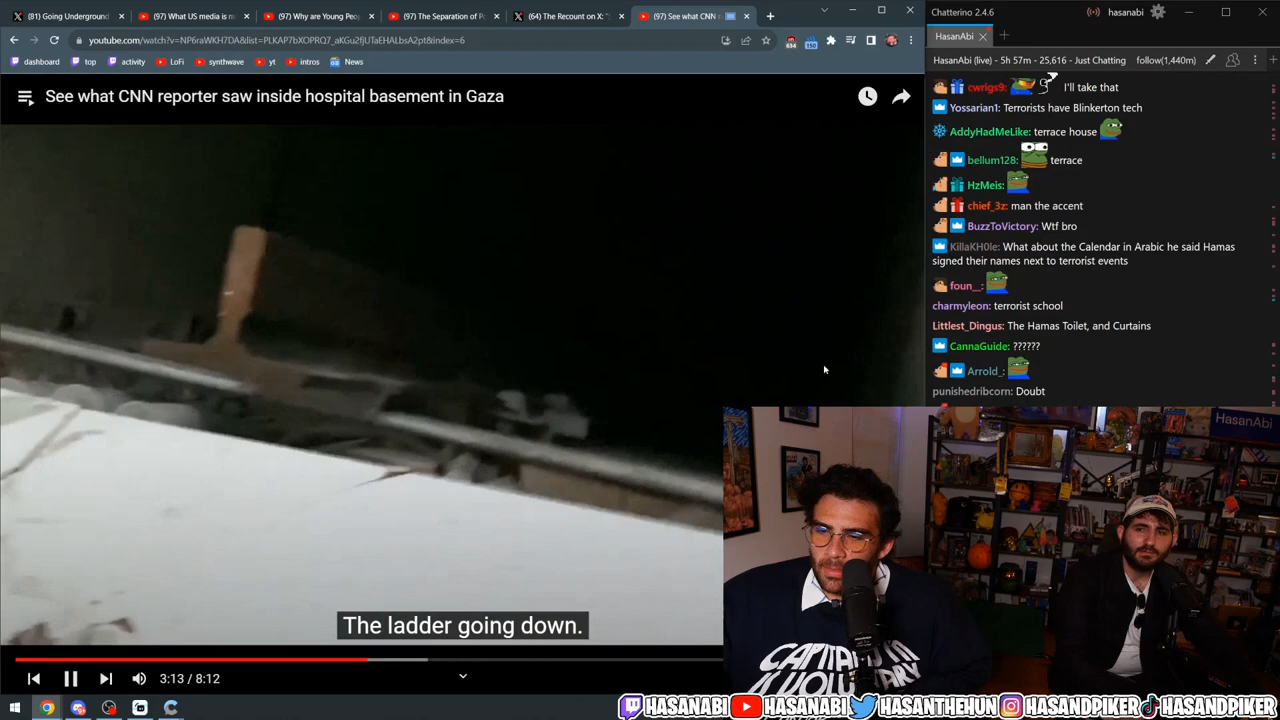 (81) Going Underground
(97) What US media is m
(97) Why are Young Peo
(97) The Separation of P
(64) The Recount on X: "S
(97) See what CNN r
Chatterino 2.4.6
hasanabi
youtube.com/watch?v=NP6raWKH7DA&list=PLKAP7bXOPRQ7_aKGu2fjUTaEHALbsA2pt&index=6
634
150
HasanAbi
dashboard
top
activity
LoFi
synthwave
yt
intros
News
HasanAbi (live) - 5h 57m - 25,616 - Just Chatting
follow(1,440m)
See what CNN reporter saw inside hospital basement in Gaza
cwrigs9: I'll take that
Yossarian1: Terrorists have Blinkerton tech
AddyHadMeLike: terrace house
bellum128: terrace
HzMeis:
chief_3z: man the accent
BuzzToVictory: Wtf bro
KillaKH0le: What about the Calendar in Arabic he said Hamas
signed their names next to terrorist events
foun__:
charmyleon: terrorist school
Littlest_Dingus: The Hamas Toilet, and Curtains
CannaGuide: ??????
Arrold_:
punishedribcorn: Doubt
HasanAbi
The ladder going down.
3:13 / 8:12
HASANABI
HASANABI
HASANTHEHUN
HASANDPIKER
HASANDPIKER